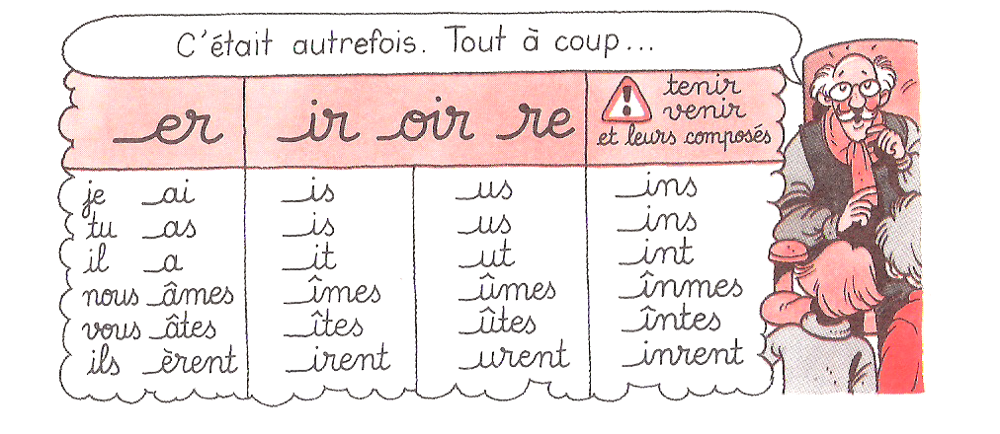 C'était autrefois. Tout à coup...
_er _ir _oir _re
! tenir
venir
et leurs composés
je _ai _is _us _ins
tu _as _is _us _ins
il _a _it _ut _int
nous _âmes _îmes _ûmes _înmes
vous _âtes _îtes _ûtes _întes
ils _èrent _irent _urent _inrent